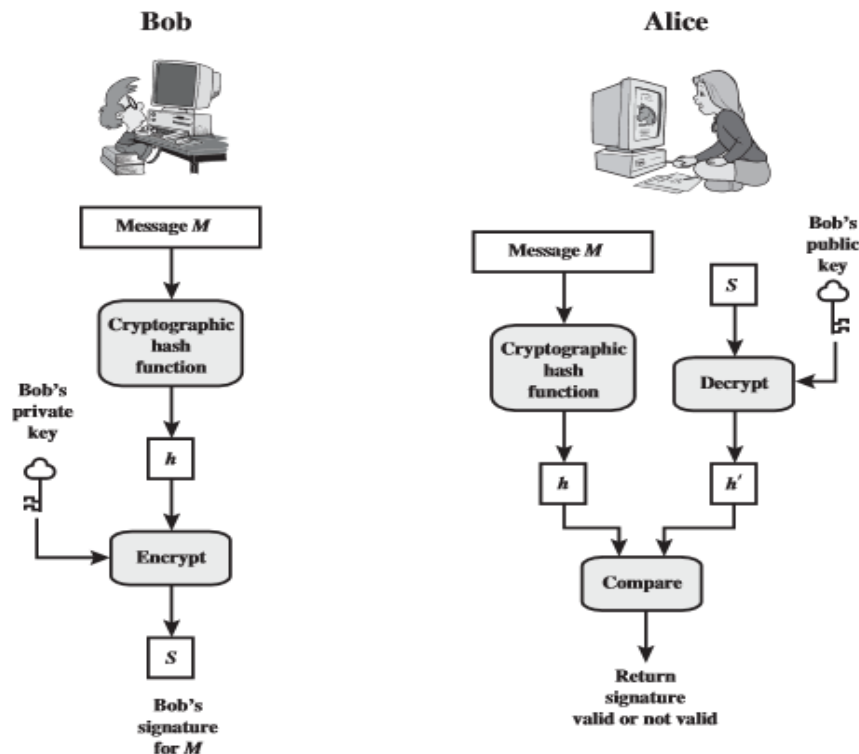 Bob
Message M
Cryptographic
hash
function
Bob's
private
key
h
Encrypt
S
Bob's
signature
for M
Alice
Message M
Bob's
public
key
S
Cryptographic
hash
function
Decrypt
h
h′
Compare
Return
signature
valid or not valid